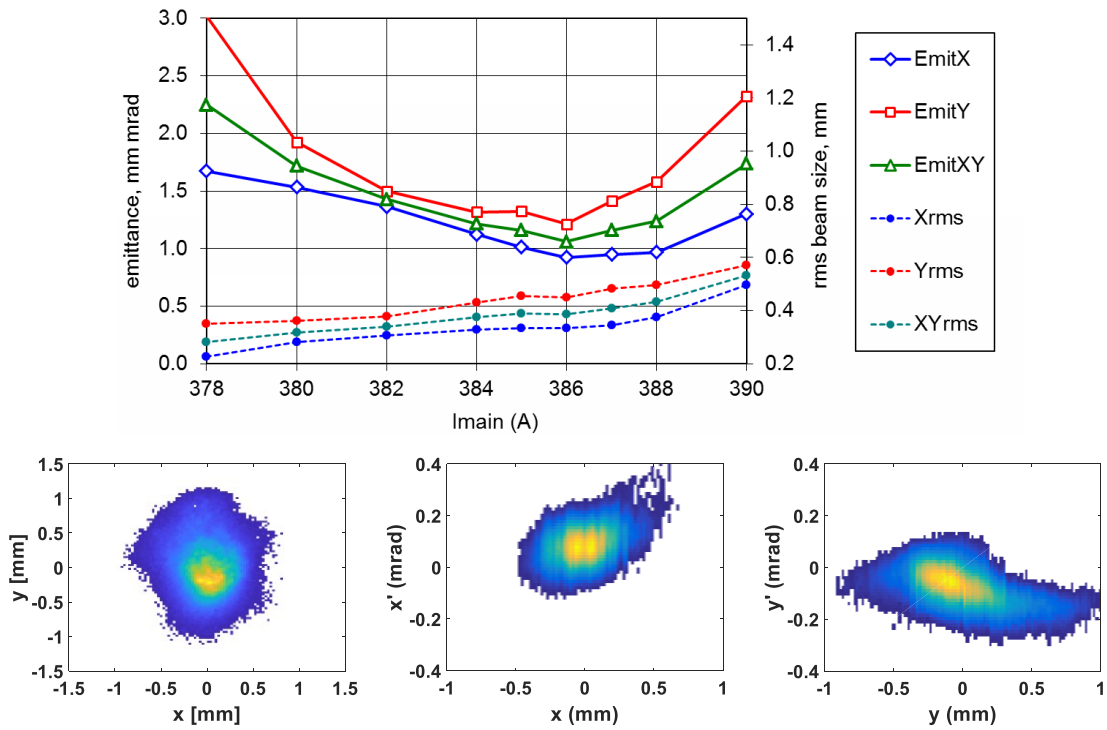 3.0
2.5
2.0
1.5
1.0
0.5
0.0
emittance, mm mrad
378 380 382 384 386 388 390
Imain (A)
1.4
1.2
1.0
0.8
0.6
0.4
0.2
rms beam size, mm
EmitX
EmitY
EmitXY
Xrms
Yrms
XYrms
1.5
1
0.5
0
-0.5
-1
-1.5
y [mm]
-1.5 -1 -0.5 0 0.5 1 1.5
x [mm]
0.4
0.2
0
-0.2
-0.4
x' (mrad)
-1 -0.5 0 0.5 1
x (mm)
0.4
0.2
0
-0.2
-0.4
y' (mrad)
-1 -0.5 0 0.5 1
y (mm)